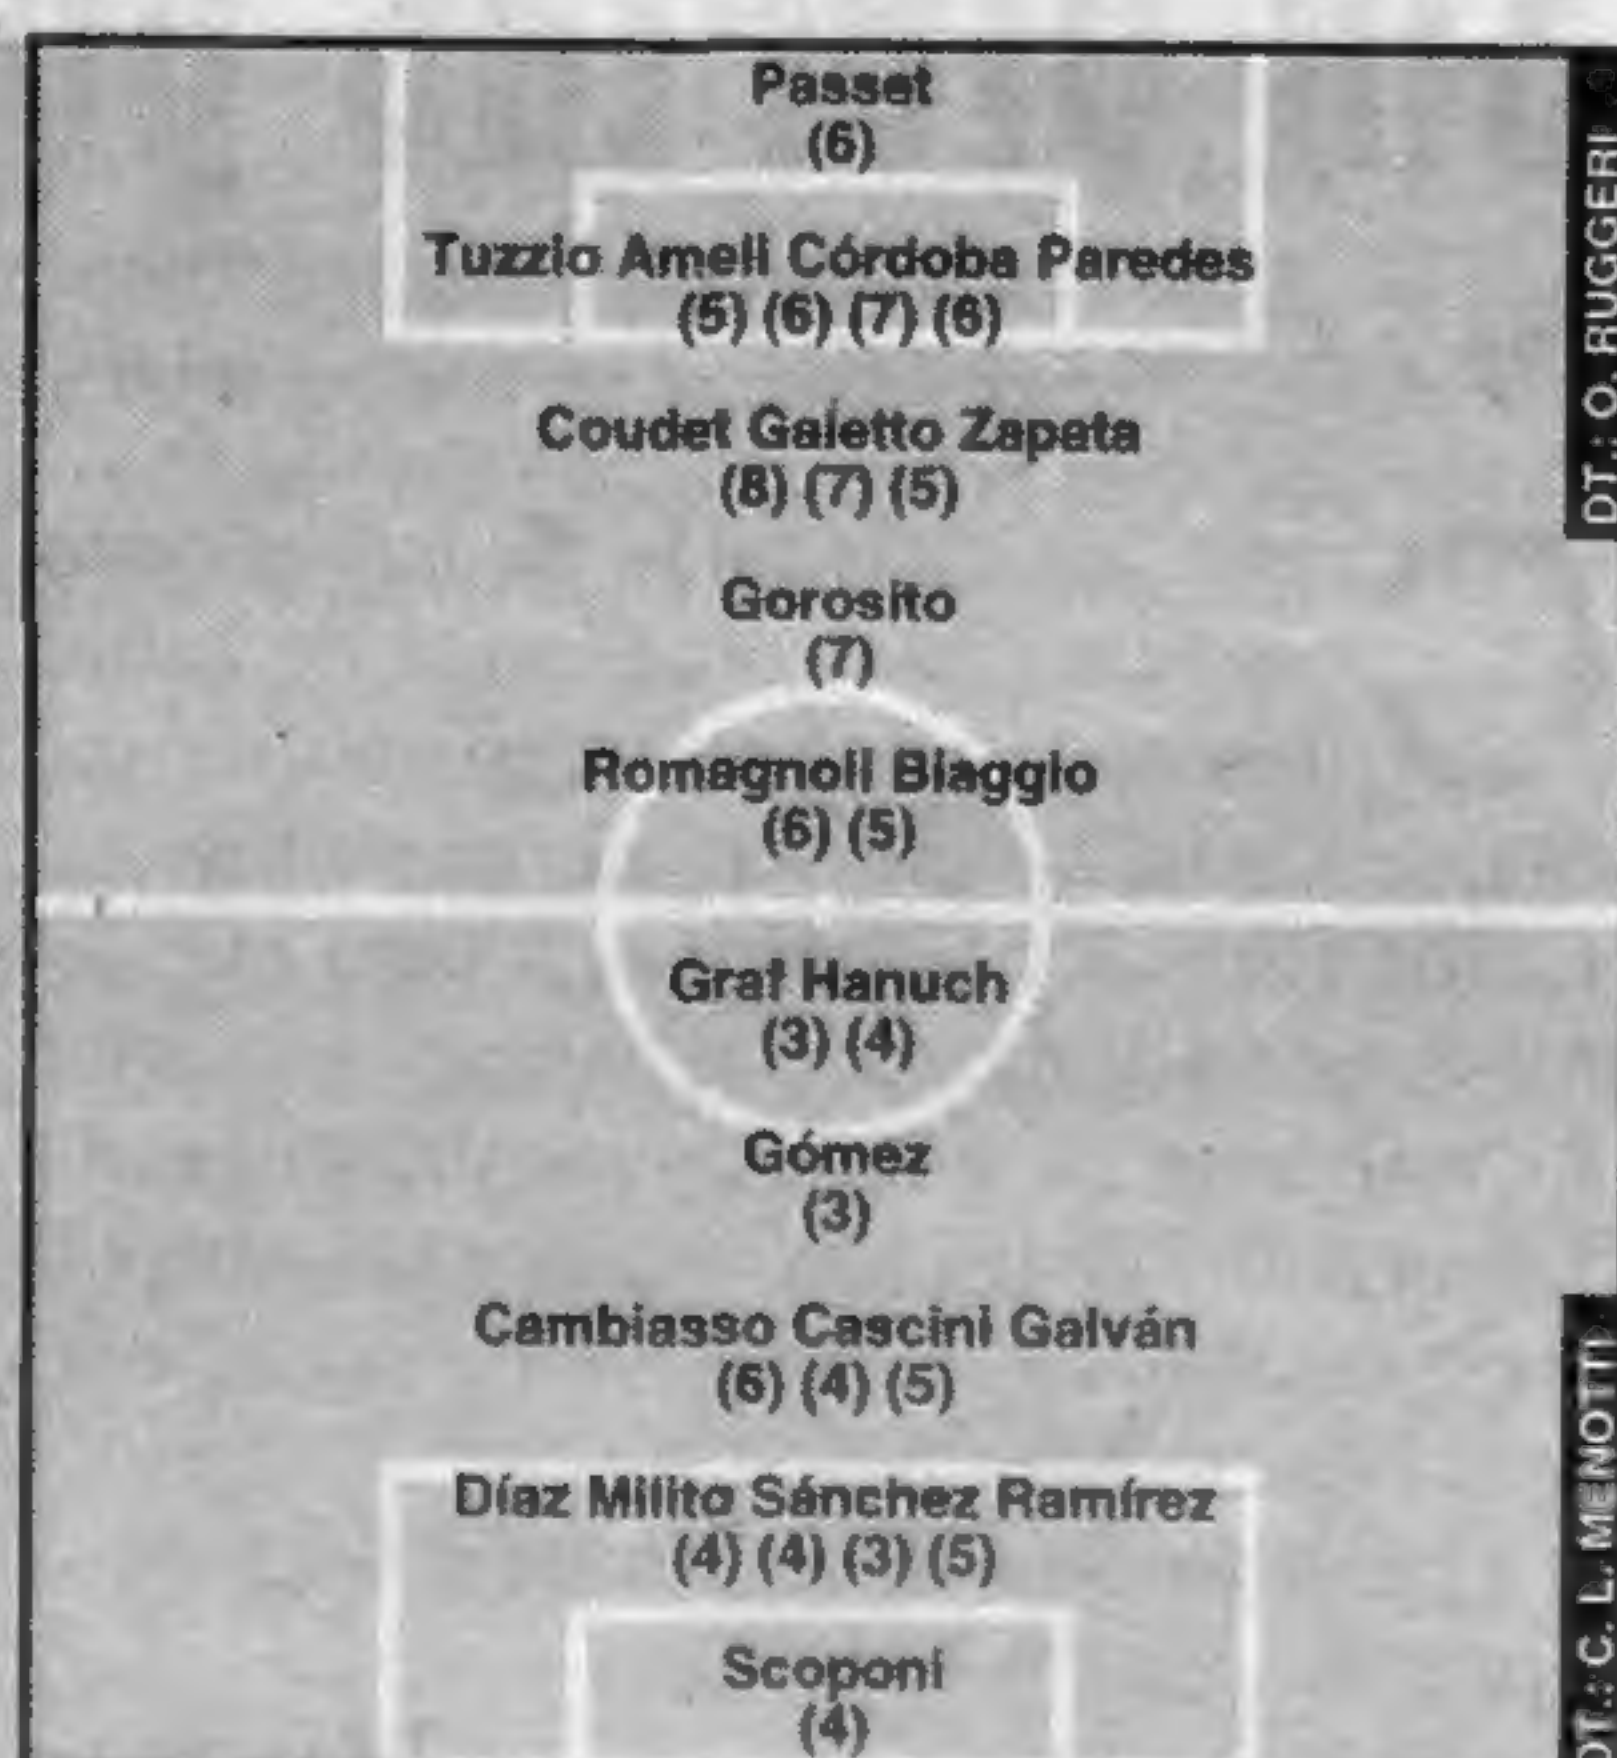 Passet
(6)
Tuzzio Ameli Córdoba Paredes
(5) (6) (7) (6)
Coudet Galetto Zapata
(8) (7) (5)
Gorosito
(7)
Romagnoli Biaggio
(6) (5)
Graf Hanuch
(3) (4)
Gómez
(3)
Cambiasso Cascini Galván
(6) (4) (5)
Díaz Milito Sánchez Ramírez
(4) (4) (3) (5)
Scoponi
(4)
DT.: O. RUGGERI
DT.: C. L. MENOTTI